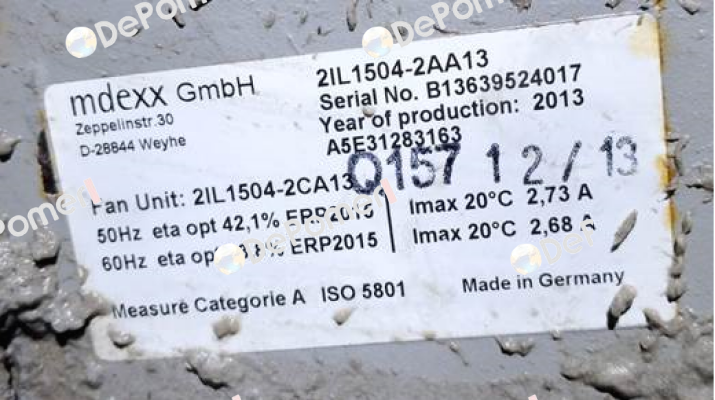 mdexx GmbH
Zeppelinstr.30
D-28844 Weyhe
2IL1504-2AA13
Serial No. B13639524017
Year of production: 2013
A5E31283163
0157 12/13
Fan Unit: 2IL1504-2CA13
50Hz eta opt 42,1% ERP2015 Imax 20°C 2,73 A
60Hz eta opt ERP2015 Imax 20°C 2,68 A
Measure Categorie A ISO 5801
Made in Germany
DePomen